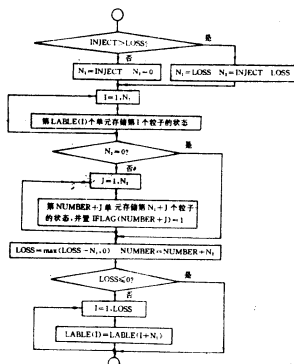 INJECT>LOSS?
是
否
N₁=INJECT N₂=0
N₁=LOSS N₂=INJECT LOSS
I=1,N₁
第LABLE(I)个单元存储第I个粒子的状态
N₂=0?
是
否
J=1,N₂
第NUMBER+J单元存储第N₁+J个粒子
的状态,并置IFLAG(NUMBER+J)=1
LOSS=max(LOSS-N₁,0) NUMBER=NUMBER+N₂
LOSS≤0?
是
否
I=1,LOSS
LABLE(I)=LABLE(I+N₁)